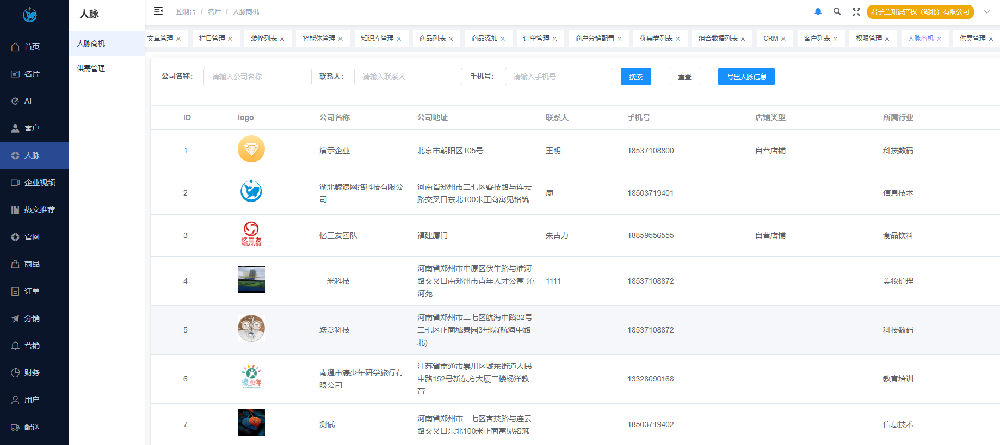 人脉
控制台 / 名片 / 人脉商机
君子兰知识产权（湖北）有限公司
首页
名片
AI
客户
人脉
企业视频
热文推荐
官网
商品
订单
分销
营销
财务
用户
配送
人脉商机
供需管理
文章管理 × 栏目管理 × 装修列表 × 智能体管理 × 知识库管理 × 商品列表 × 商品添加 × 订单管理 × 商户分销配置 × 优惠券列表 × 组合数据列表 × CRM × 客户列表 × 权限管理 × 人脉商机 × 供需管理 ×
公司名称: 请输入公司名称 联系人: 请输入联系人 手机号: 请输入手机号 搜索 重置 导出人脉信息
ID logo 公司名称 公司地址 联系人 手机号 店铺类型 所属行业
1 演示企业 北京市朝阳区105号 王明 18537108800 自营店铺 科技数码
2 湖北鲸浪网络科技有限公
司
河南省郑州市二七区客技路与连云
路交叉口东北100米正商寓见铭筑
鹿 18503719401 信息技术
3 忆三友
YISANYOU
忆三友团队 福建厦门 朱古力 18859556555 自营店铺 食品饮料
4 一米科技
河南省郑州市中原区伏牛路与淮河
路交叉口南郑州市青年人才公寓·沁
河苑
1111 18537108872 美妆护理
5 跃赏科技
河南省郑州市二七区航海中路32号
二七区正商城泰园3号院(航海中路
北)
18537108872 科技数码
6 濠少年
南通市濠少年研学旅行有
限公司
江苏省南通市崇川区城东街道人民
中路152号新东方大厦二楼杨洋教
育
13328090168 教育培训
7 测试
河南省郑州市二七区客技路与连云
路交叉口东北100米正商寓见铭筑
18503719402 信息技术